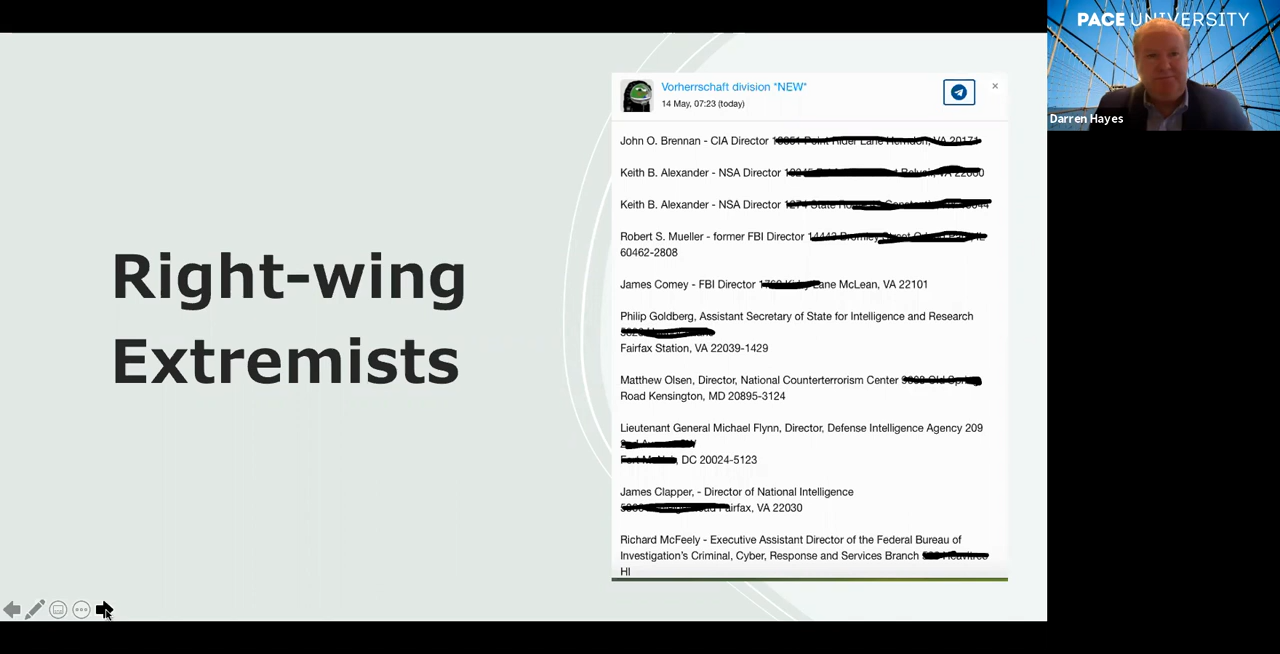 PACE UNIVERSITY
Darren Hayes
Right-wing
Extremists
Vorherrschaft division *NEW*
14 May, 07:23 (today)
John O. Brennan - CIA Director
Keith B. Alexander - NSA Director
Keith B. Alexander - NSA Director
Robert S. Mueller - former FBI Director
60462-2808
James Comey - FBI Director Lane McLean, VA 22101
Philip Goldberg, Assistant Secretary of State for Intelligence and Research
Fairfax Station, VA 22039-1429
Matthew Olsen, Director, National Counterterrorism Center
Road Kensington, MD 20895-3124
Lieutenant General Michael Flynn, Director, Defense Intelligence Agency 209
, DC 20024-5123
James Clapper, - Director of National Intelligence
Fairfax, VA 22030
Richard McFeely - Executive Assistant Director of the Federal Bureau of
Investigation's Criminal, Cyber, Response and Services Branch
HI